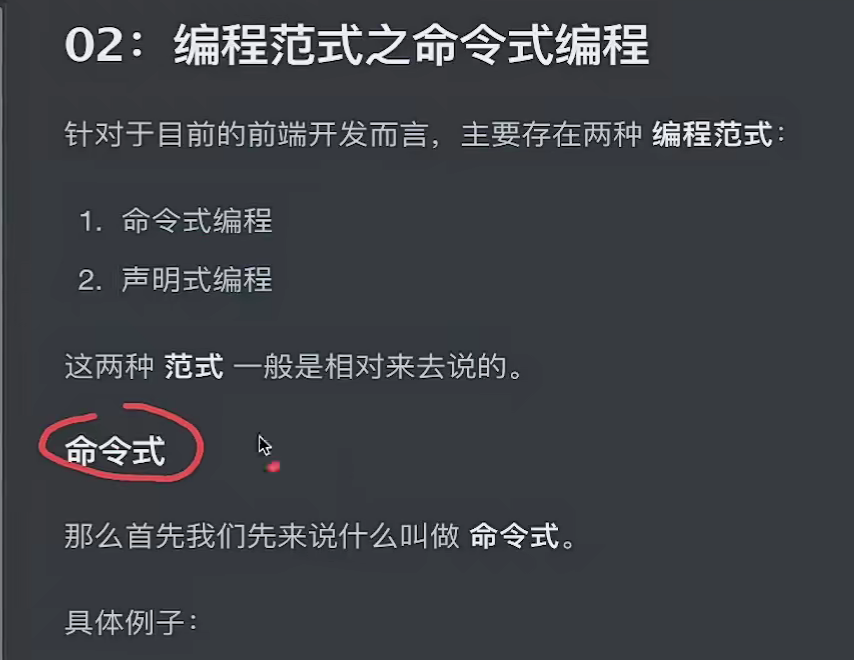 02：编程范式之命令式编程
针对于目前的前端开发而言，主要存在两种 编程范式：
1. 命令式编程
2. 声明式编程
这两种 范式 一般是相对来去说的。
命令式
那么首先我们先来说什么叫做 命令式。
具体例子：